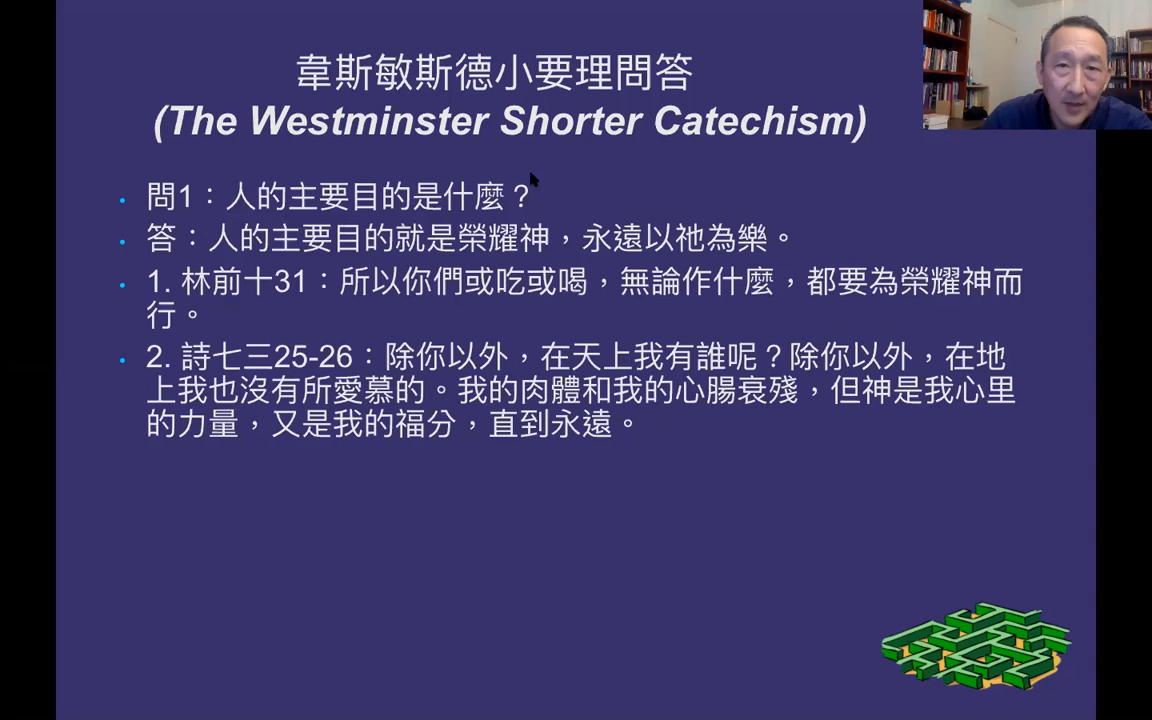 韋斯敏斯德小要理問答
(The Westminster Shorter Catechism)
• 問1：人的主要目的是什麼？
• 答：人的主要目的就是榮耀神，永遠以祂為樂。
• 1. 林前十31：所以你們或吃或喝，無論作什麼，都要為榮耀神而
行。
• 2. 詩七三25-26：除你以外，在天上我有誰呢？除你以外，在地
上我也沒有所愛慕的。我的肉體和我的心腸衰殘，但神是我心里
的力量，又是我的福分，直到永遠。